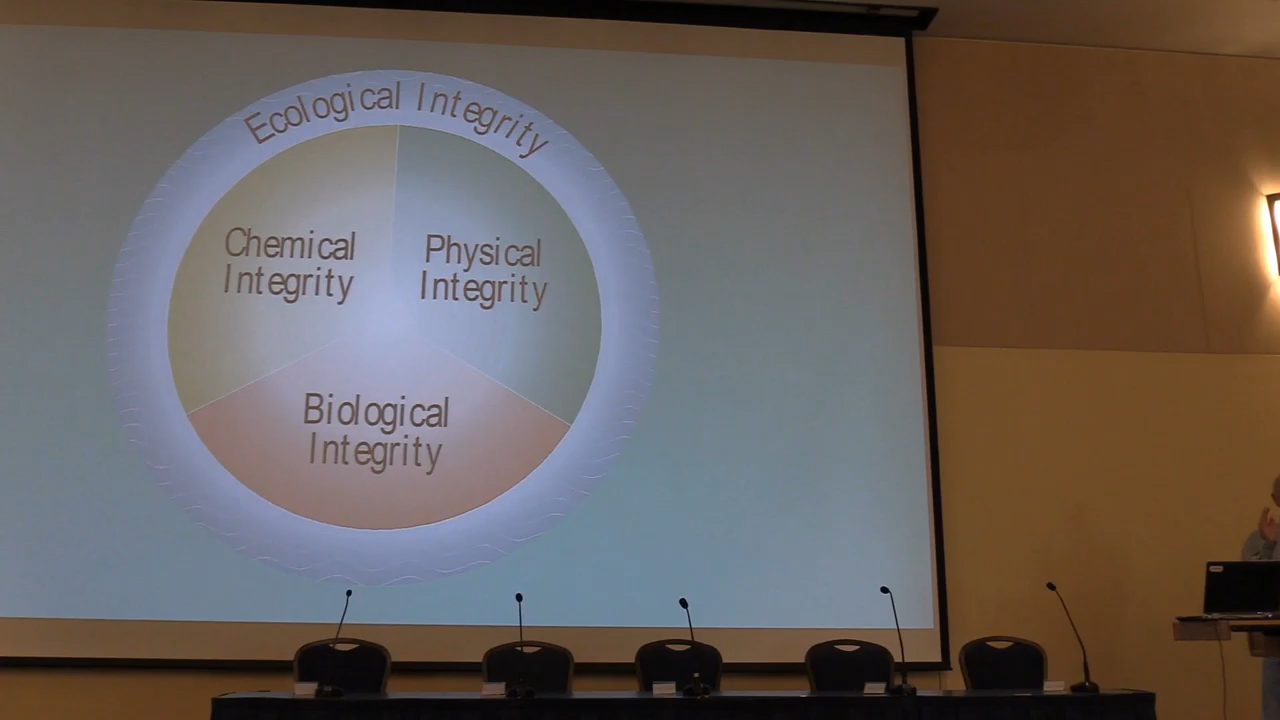 Ecological Integrity
Chemical
Integrity
Physical
Integrity
Biological
Integrity